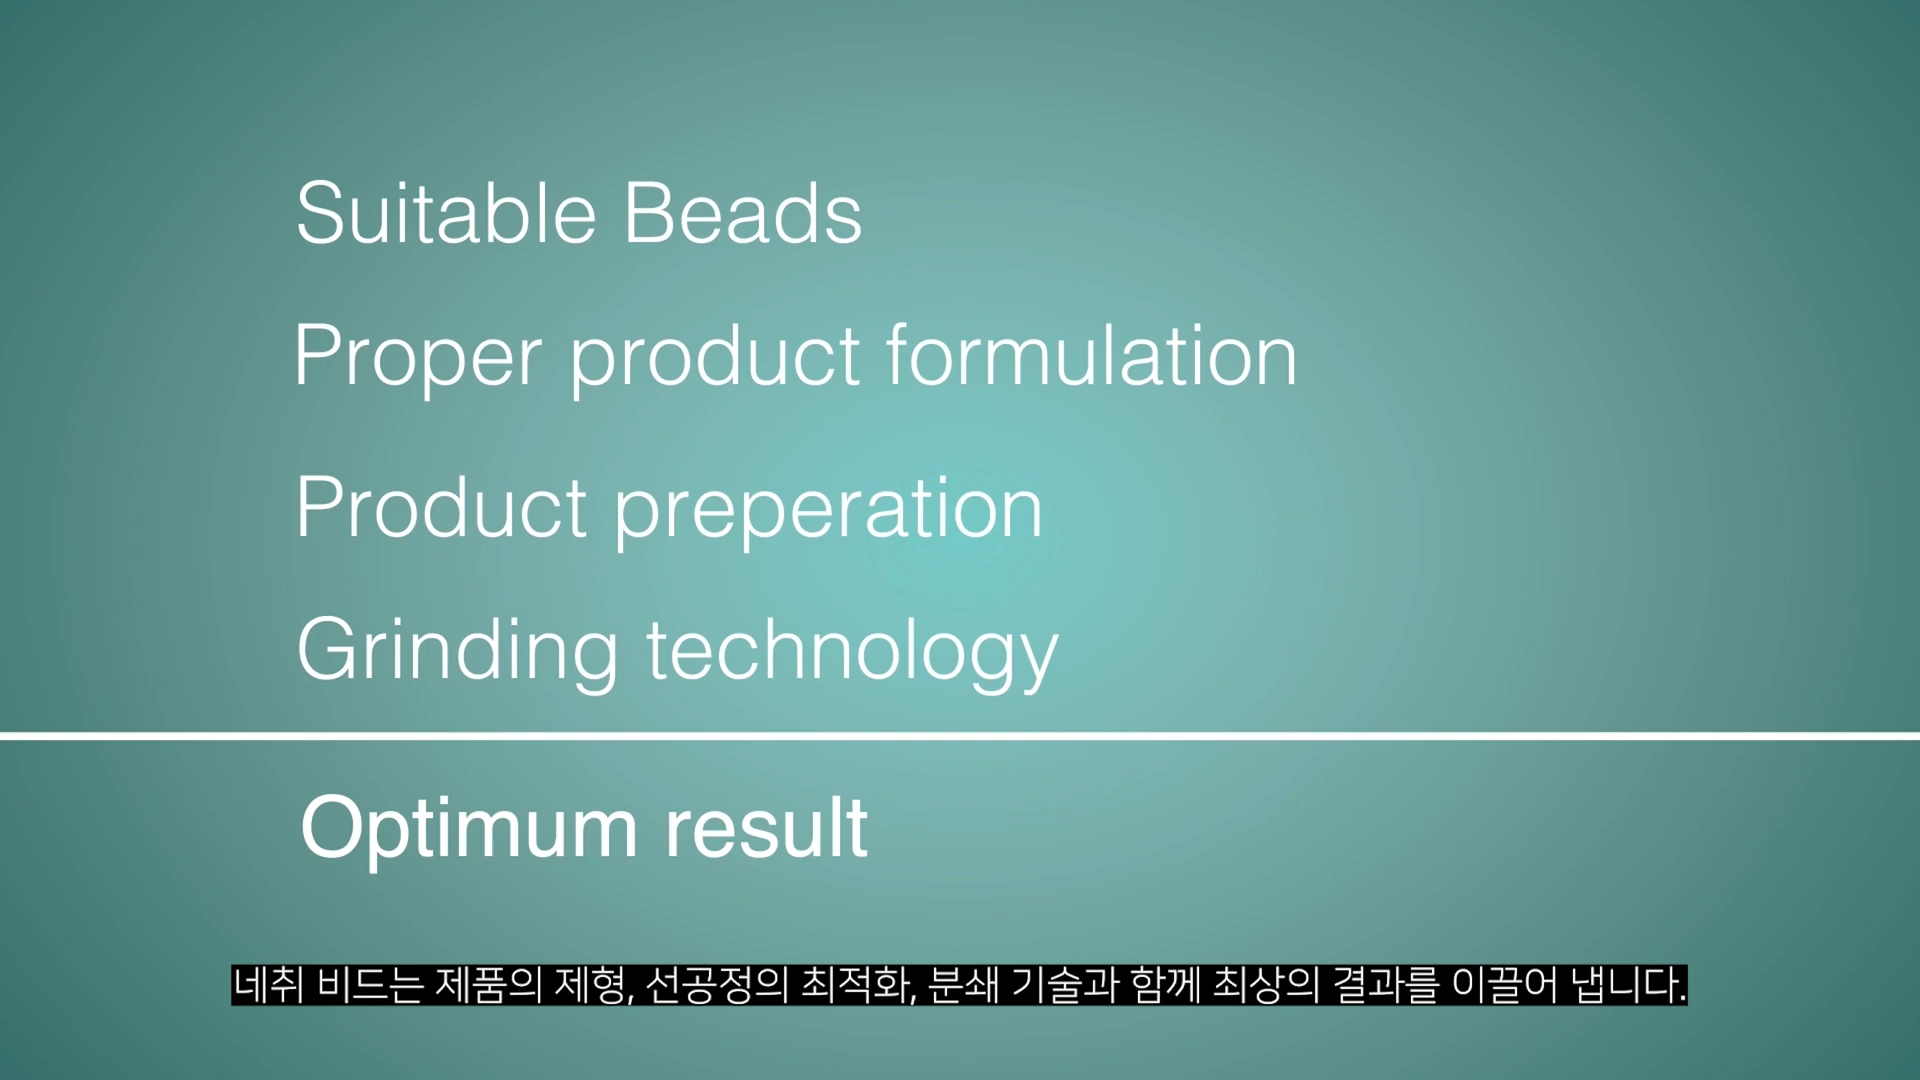 Suitable Beads
Proper product formulation
Product preperation
Grinding technology
Optimum result
네취 비드는 제품의 제형, 선공정의 최적화, 분쇄 기술과 함께 최상의 결과를 이끌어 냅니다.